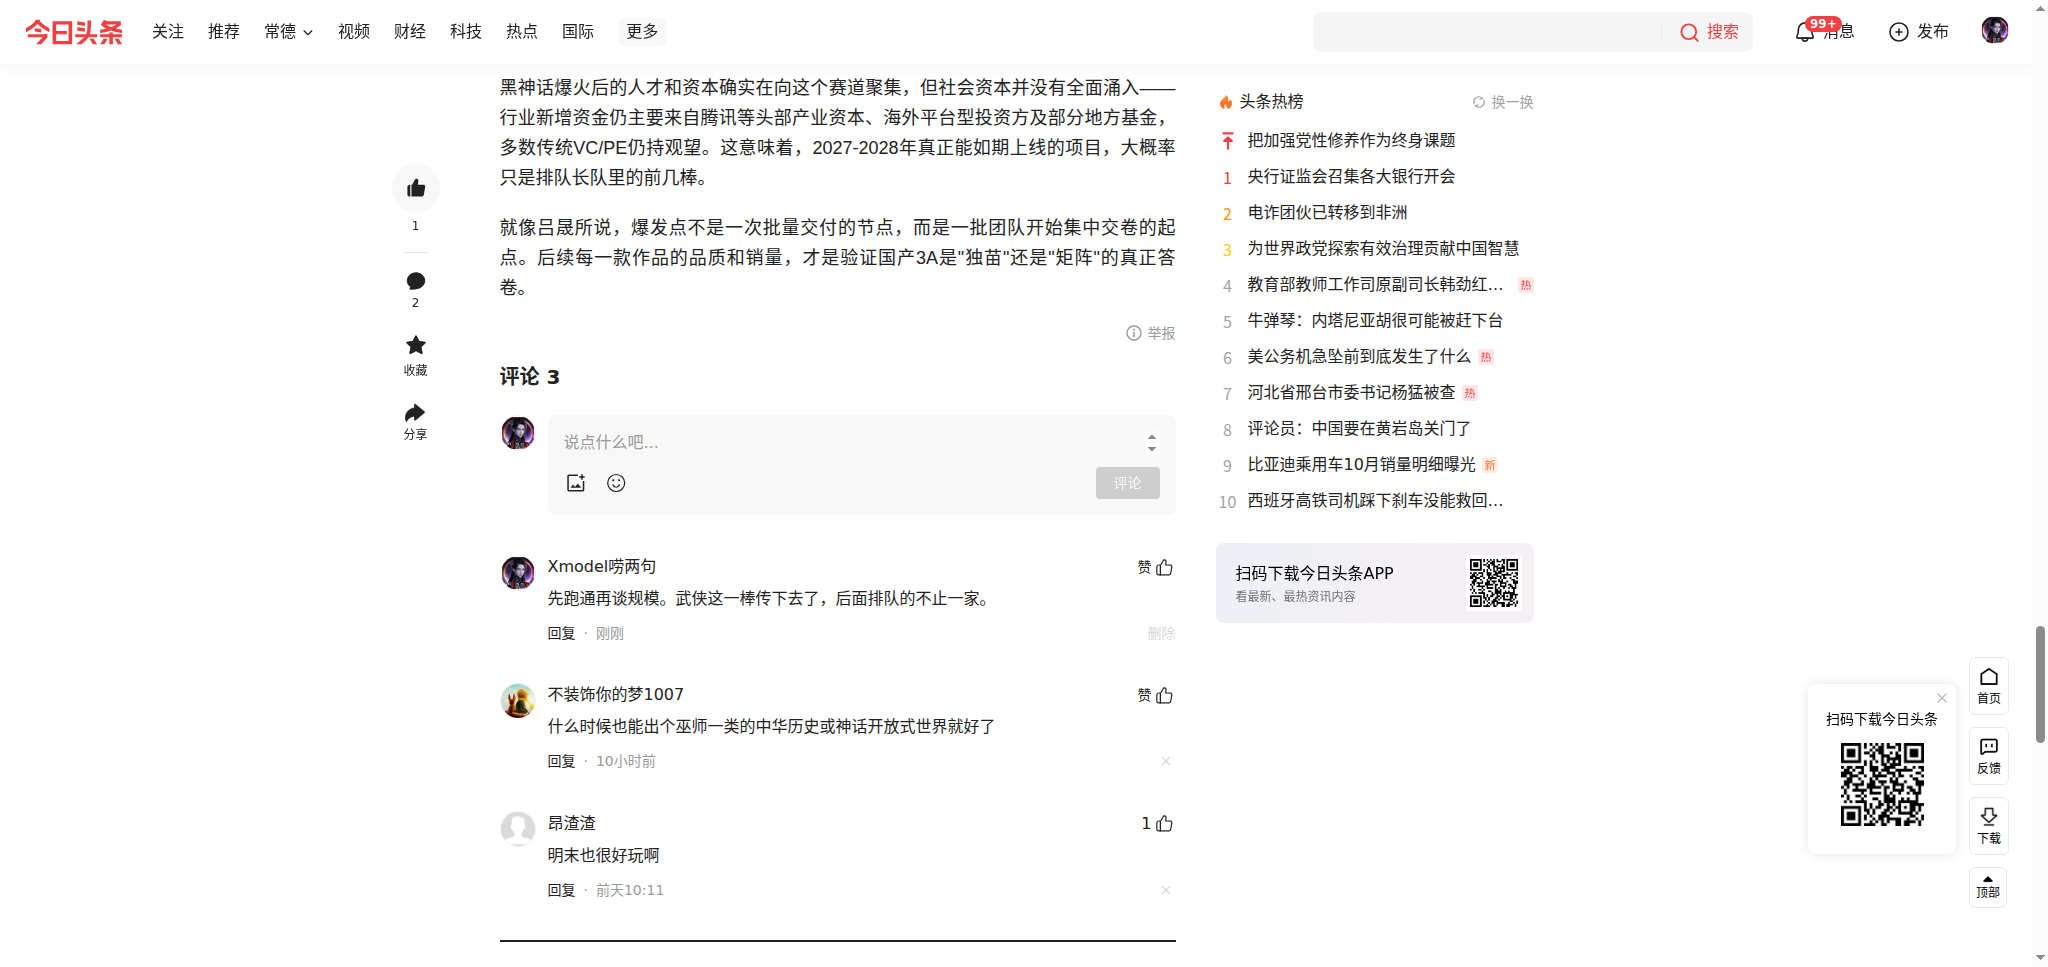 今日头条
关注 推荐 常德 视频 财经 科技 热点 国际 更多
搜索
99+
消息
发布
黑神话爆火后的人才和资本确实在向这个赛道聚集，但社会资本并没有全面涌入——
行业新增资金仍主要来自腾讯等头部产业资本、海外平台型投资方及部分地方基金，
多数传统VC/PE仍持观望。这意味着，2027-2028年真正能如期上线的项目，大概率
只是排队长队里的前几棒。
就像吕晟所说，爆发点不是一次批量交付的节点，而是一批团队开始集中交卷的起
点。后续每一款作品的品质和销量，才是验证国产3A是"独苗"还是"矩阵"的真正答
卷。
1
2
收藏
分享
举报
评论 3
说点什么吧...
评论
Xmodel唠两句
赞
先跑通再谈规模。武侠这一棒传下去了，后面排队的不止一家。
回复 · 刚刚
删除
不装饰你的梦1007
赞
什么时候也能出个巫师一类的中华历史或神话开放式世界就好了
回复 · 10小时前
昂渣渣
1
明末也很好玩啊
回复 · 前天10:11
头条热榜
换一换
把加强党性修养作为终身课题
1 央行证监会召集各大银行开会
2 电诈团伙已转移到非洲
3 为世界政党探索有效治理贡献中国智慧
4 教育部教师工作司原副司长韩劲红... 热
5 牛弹琴：内塔尼亚胡很可能被赶下台
6 美公务机急坠前到底发生了什么 热
7 河北省邢台市委书记杨猛被查 热
8 评论员：中国要在黄岩岛关门了
9 比亚迪乘用车10月销量明细曝光 新
10 西班牙高铁司机踩下刹车没能救回...
扫码下载今日头条APP
看最新、最热资讯内容
扫码下载今日头条
首页
反馈
下载
顶部